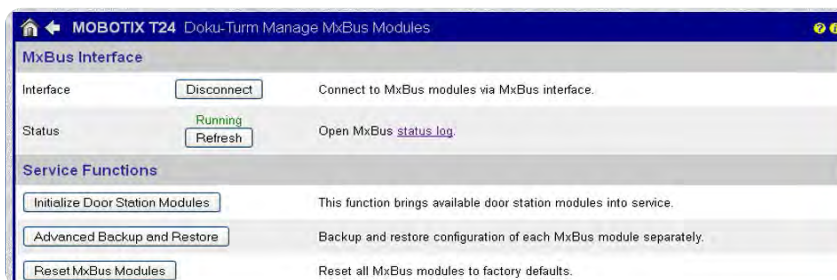 MOBOTIX T24 Doku-Turm Manage MxBus Modules
MxBus Interface
Interface Disconnect Connect to MxBus modules via MxBus interface.
Running
Status Refresh Open MxBus status log.
Service Functions
Initialize Door Station Modules This function brings available door station modules into service.
Advanced Backup and Restore Backup and restore configuration of each MxBus module separately.
Reset MxBus Modules Reset all MxBus modules to factory defaults.